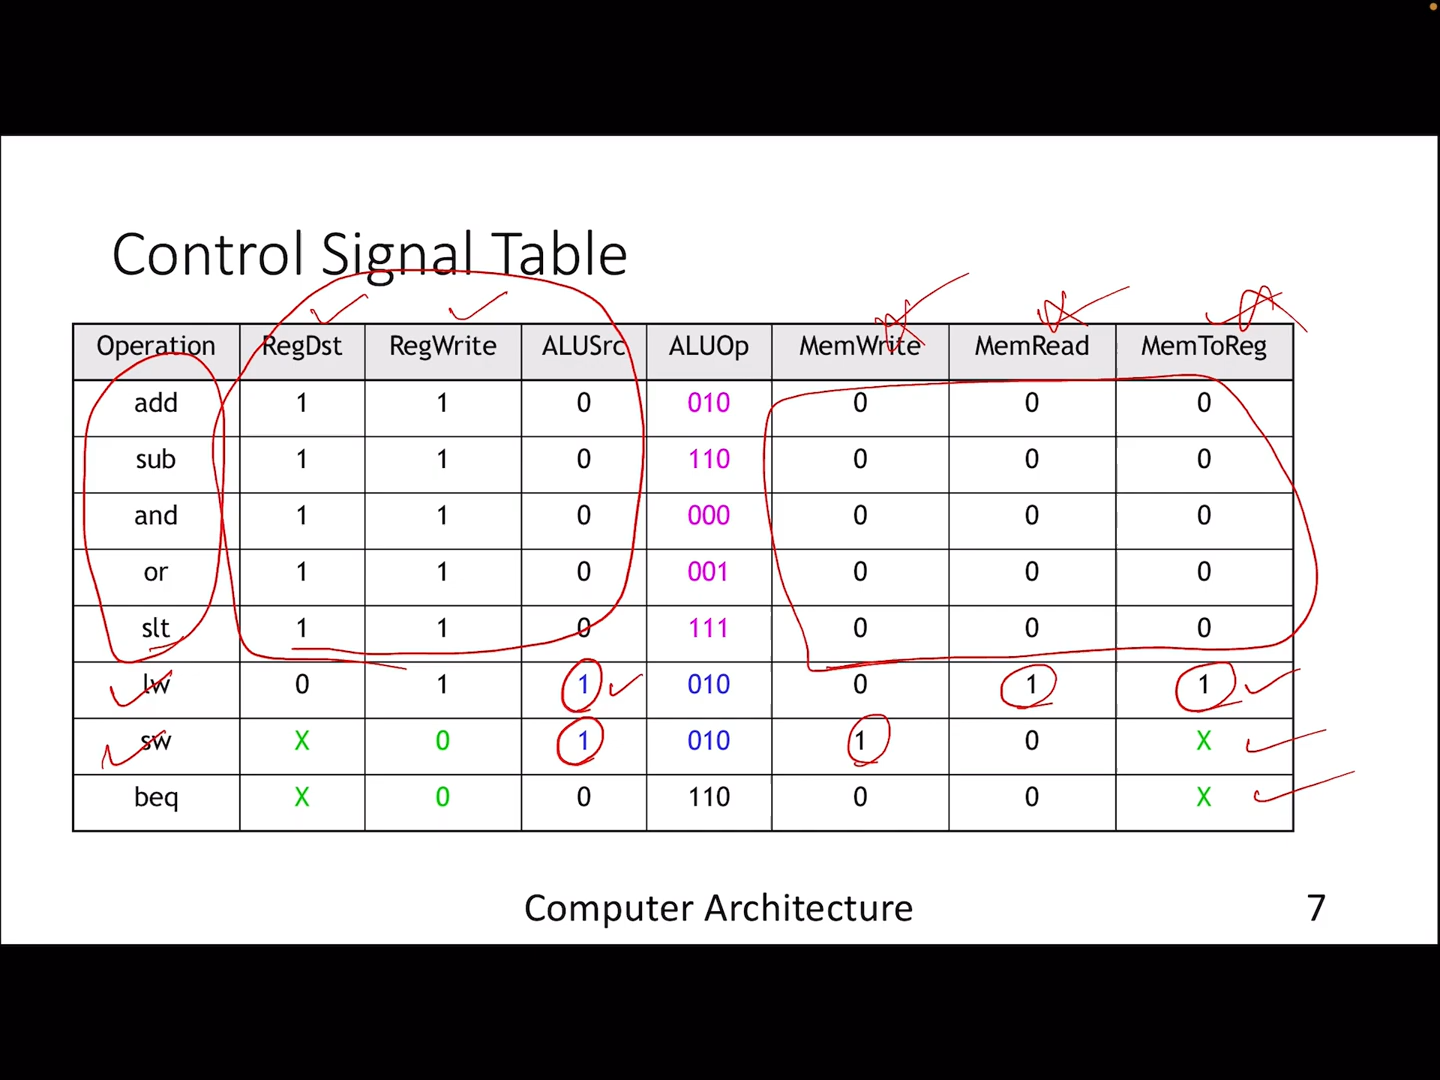 Control Signal Table
Operation RegDst RegWrite ALUSrc ALUOp MemWrite MemRead MemToReg
add 1 1 0 010 0 0 0
sub 1 1 0 110 0 0 0
and 1 1 0 000 0 0 0
or 1 1 0 001 0 0 0
slt 1 1 0 111 0 0 0
lw 0 1 1 010 0 1 1
sw X 0 1 010 1 0 X
beq X 0 0 110 0 0 X
Computer Architecture 7